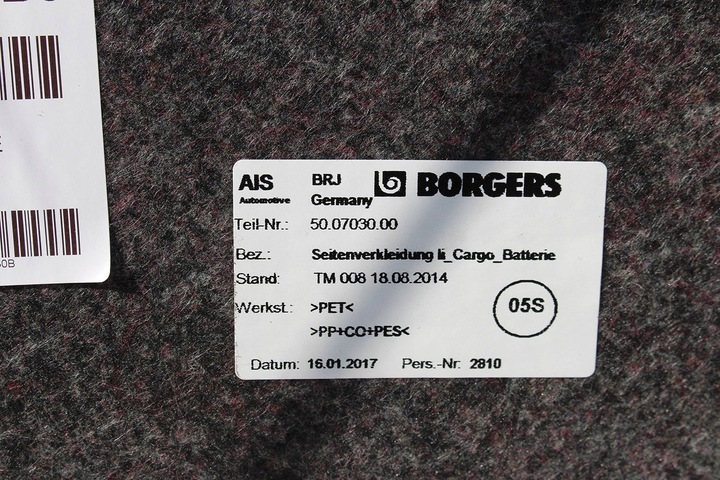 AIS BRJ BORGERS
Automotive Germany
Teil-Nr.: 50.07030.00
Bez.: Seitenverkleidung li_Cargo_Batterie
Stand: TM 008 18.08.2014
Werkst.: >PET< 05S
>PP+CO+PES<
Datum: 16.01.2017 Pers.-Nr: 2810